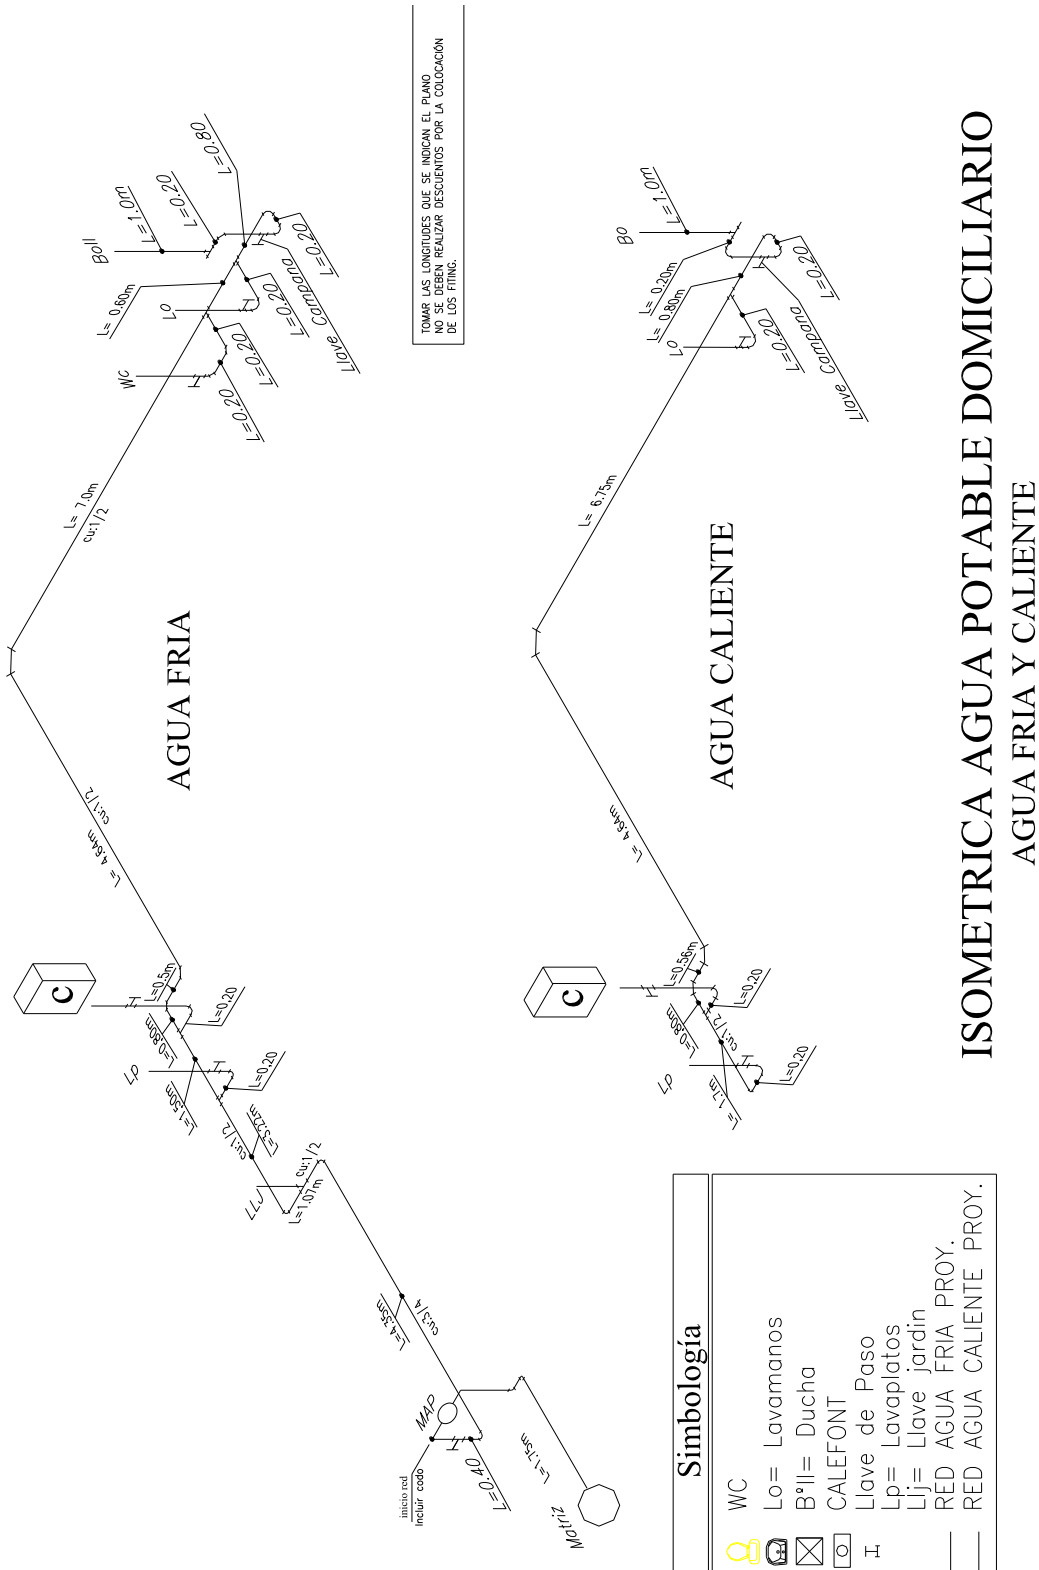 ISOMETRICA AGUA POTABLE DOMICILIARIO
AGUA FRIA Y CALIENTE
AGUA FRIA
Matriz
L=1.75m
inicio red
Incluir codo
MAP
L=0.40
L=4.35m
cu:3/4
LLJ
L=1.07m
cu:1/2
L=3.22m
cu:1/2
LP
L=0.20
L=1.50m
L=0.80m
C
L=0.20
L=0.5m
L= 4.64m
cu:1/2
L= 7.0m
cu:1/2
WC
L=0.20
L=0.20
Lo
L= 0.60m
L=0.20
Llave Campana
L=0.20
Boll
L=1.0m
L=0.20
L=0.80
TOMAR LAS LONGITUDES QUE SE INDICAN EL PLANO
NO SE DEBEN REALIZAR DESCUENTOS POR LA COLOCACIÓN
DE LOS FITING.
AGUA CALIENTE
LP
L=0.20
L= 1.7m
cu:1/2
L=0.80m
C
L=0.20
L=0.56m
L= 4.64m
L= 6.75m
Lo
L=0.20
L= 0.80m
L= 0.20m
Llave Campana
L=0.20
Bo
L=1.0m
Simbología
WC
Lo= Lavamanos
BºII= Ducha
CALEFONT
Llave de Paso
Lp= Lavaplatos
Llj= Llave jardin
RED AGUA FRIA PROY.
RED AGUA CALIENTE PROY.